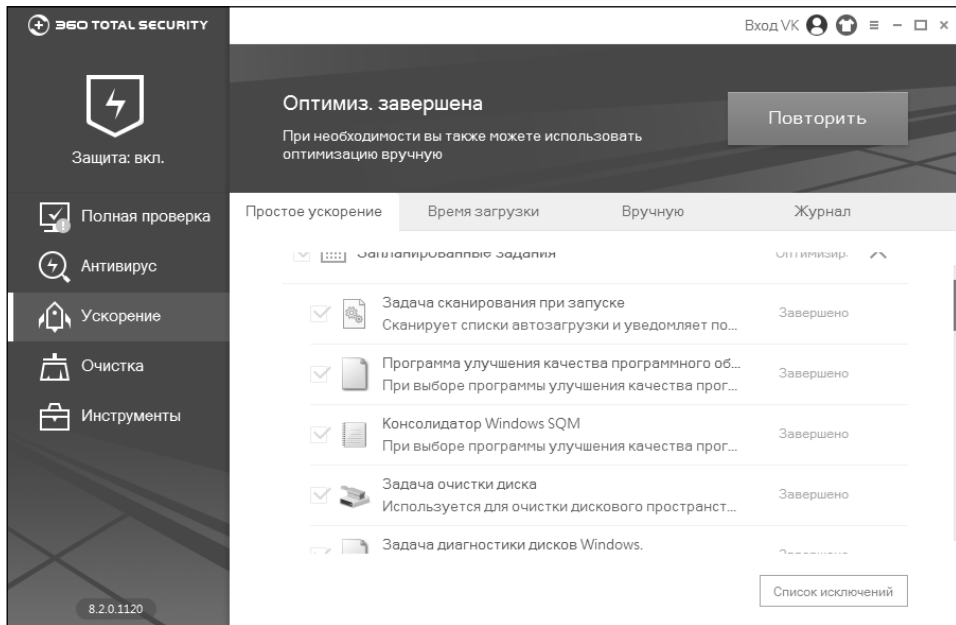 360 TOTAL SECURITY
Вход VK
Защита: вкл.
Оптимиз. завершена
При необходимости вы также можете использовать
оптимизацию вручную
Повторить
Полная проверка
Антивирус
Ускорение
Очистка
Инструменты
8.2.0.1120
Простое ускорение Время загрузки Вручную Журнал
Запланированные задания Оптимизир.
Задача сканирования при запуске
Сканирует списки автозагрузки и уведомляет по...
Завершено
Программа улучшения качества программного об...
При выборе программы улучшения качества прог...
Завершено
Консолидатор Windows SQM
При выборе программы улучшения качества прог...
Завершено
Задача очистки диска
Используется для очистки дискового пространст...
Завершено
Задача диагностики дисков Windows.
Завершено
Список исключений